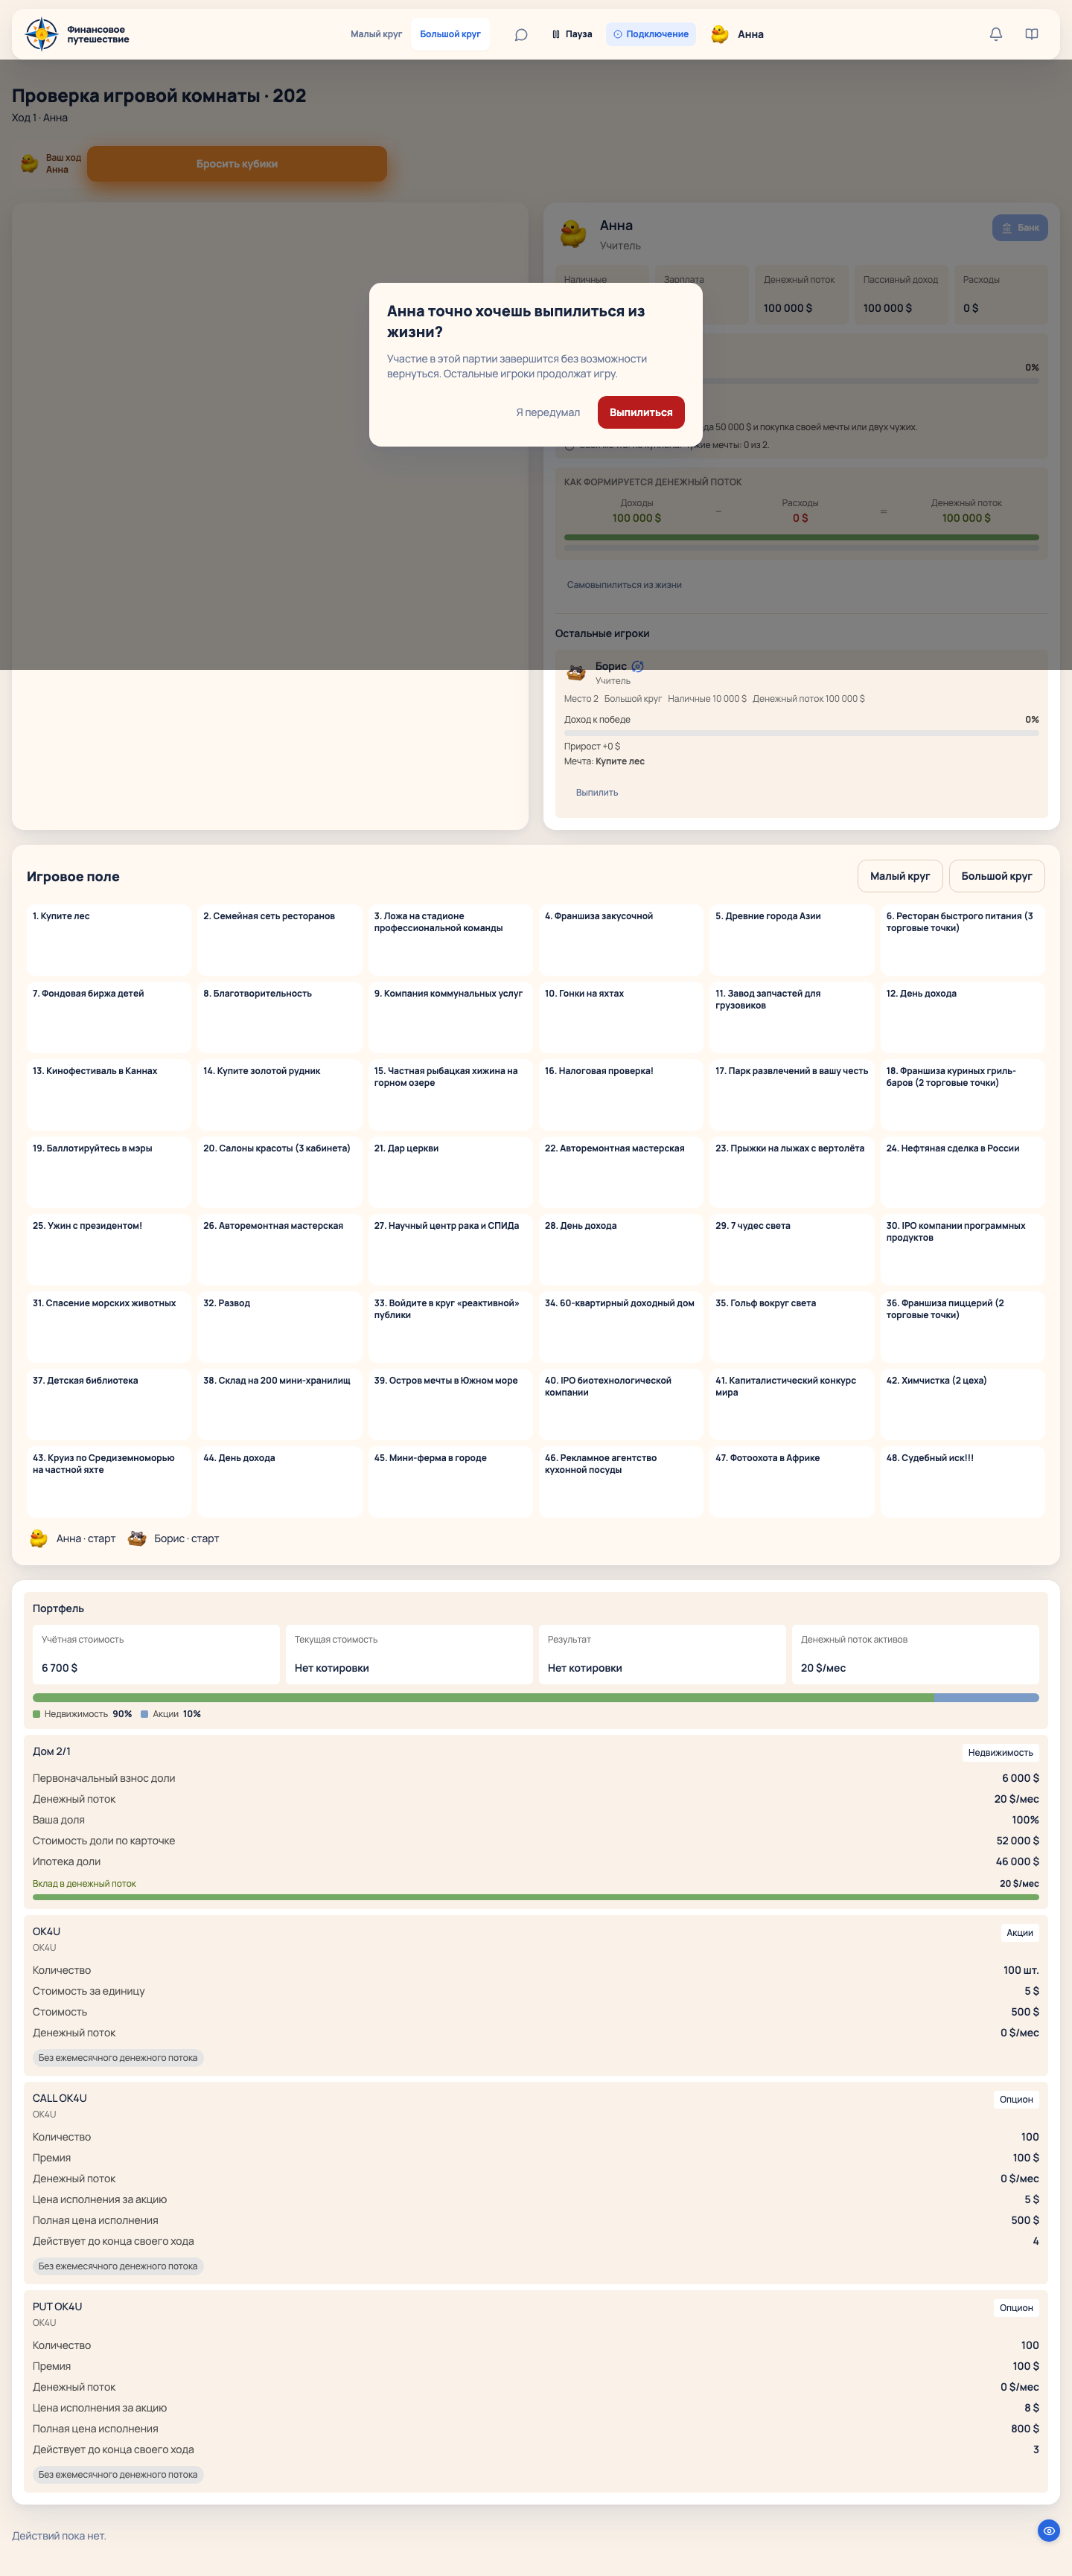 Финансовое
путешествие
Малый круг
Большой круг
Пауза
Подключение
Анна
Проверка игровой комнаты · 202
Ход 1 · Анна
Ваш ход
Анна
Бросить кубики
Анна
Учитель
Банк
Наличные
Зарплата
Денежный поток
100 000 $
Пассивный доход
100 000 $
Расходы
0 $
Анна точно хочешь выпилиться из
жизни?
Участие в этой партии завершится без возможности
вернуться. Остальные игроки продолжат игру.
Я передумал
Выпилиться
0%
50 000 $ и покупка своей мечты или двух чужих.
мечты: 0 из 2.
КАК ФОРМИРУЕТСЯ ДЕНЕЖНЫЙ ПОТОК
Доходы
100 000 $
–
Расходы
0 $
=
Денежный поток
100 000 $
Самовыпилиться из жизни
Остальные игроки
Борис
Учитель
Место 2 Большой круг Наличные 10 000 $ Денежный поток 100 000 $
Доход к победе
0%
Прирост +0 $
Мечта: Купите лес
Выпилить
Игровое поле
Малый круг
Большой круг
1. Купите лес
2. Семейная сеть ресторанов
3. Ложа на стадионе
профессиональной команды
4. Франшиза закусочной
5. Древние города Азии
6. Ресторан быстрого питания (3
торговые точки)
7. Фондовая биржа детей
8. Благотворительность
9. Компания коммунальных услуг
10. Гонки на яхтах
11. Завод запчастей для
грузовиков
12. День дохода
13. Кинофестиваль в Каннах
14. Купите золотой рудник
15. Частная рыбацкая хижина на
горном озере
16. Налоговая проверка!
17. Парк развлечений в вашу честь
18. Франшиза куриных гриль-
баров (2 торговые точки)
19. Баллотируйтесь в мэры
20. Салоны красоты (3 кабинета)
21. Дар церкви
22. Авторемонтная мастерская
23. Прыжки на лыжах с вертолёта
24. Нефтяная сделка в России
25. Ужин с президентом!
26. Авторемонтная мастерская
27. Научный центр рака и СПИДа
28. День дохода
29. 7 чудес света
30. IPO компании программных
продуктов
31. Спасение морских животных
32. Развод
33. Войдите в круг «реактивной»
публики
34. 60-квартирный доходный дом
35. Гольф вокруг света
36. Франшиза пиццерий (2
торговые точки)
37. Детская библиотека
38. Склад на 200 мини-хранилищ
39. Остров мечты в Южном море
40. IPO биотехнологической
компании
41. Капиталистический конкурс
мира
42. Химчистка (2 цеха)
43. Круиз по Средиземноморью
на частной яхте
44. День дохода
45. Мини-ферма в городе
46. Рекламное агентство
кухонной посуды
47. Фотоохота в Африке
48. Судебный иск!!!
Анна · старт
Борис · старт
Портфель
Учётная стоимость
6 700 $
Текущая стоимость
Нет котировки
Результат
Нет котировки
Денежный поток активов
20 $/мес
Недвижимость 90%
Акции 10%
Дом 2/1
Недвижимость
Первоначальный взнос доли
6 000 $
Денежный поток
20 $/мес
Ваша доля
100%
Стоимость доли по карточке
52 000 $
Ипотека доли
46 000 $
Вклад в денежный поток
20 $/мес
OK4U
Акции
OK4U
Количество
100 шт.
Стоимость за единицу
5 $
Стоимость
500 $
Денежный поток
0 $/мес
Без ежемесячного денежного потока
CALL OK4U
Опцион
OK4U
Количество
100
Премия
100 $
Денежный поток
0 $/мес
Цена исполнения за акцию
5 $
Полная цена исполнения
500 $
Действует до конца своего хода
4
Без ежемесячного денежного потока
PUT OK4U
Опцион
OK4U
Количество
100
Премия
100 $
Денежный поток
0 $/мес
Цена исполнения за акцию
8 $
Полная цена исполнения
800 $
Действует до конца своего хода
3
Без ежемесячного денежного потока
Действий пока нет.